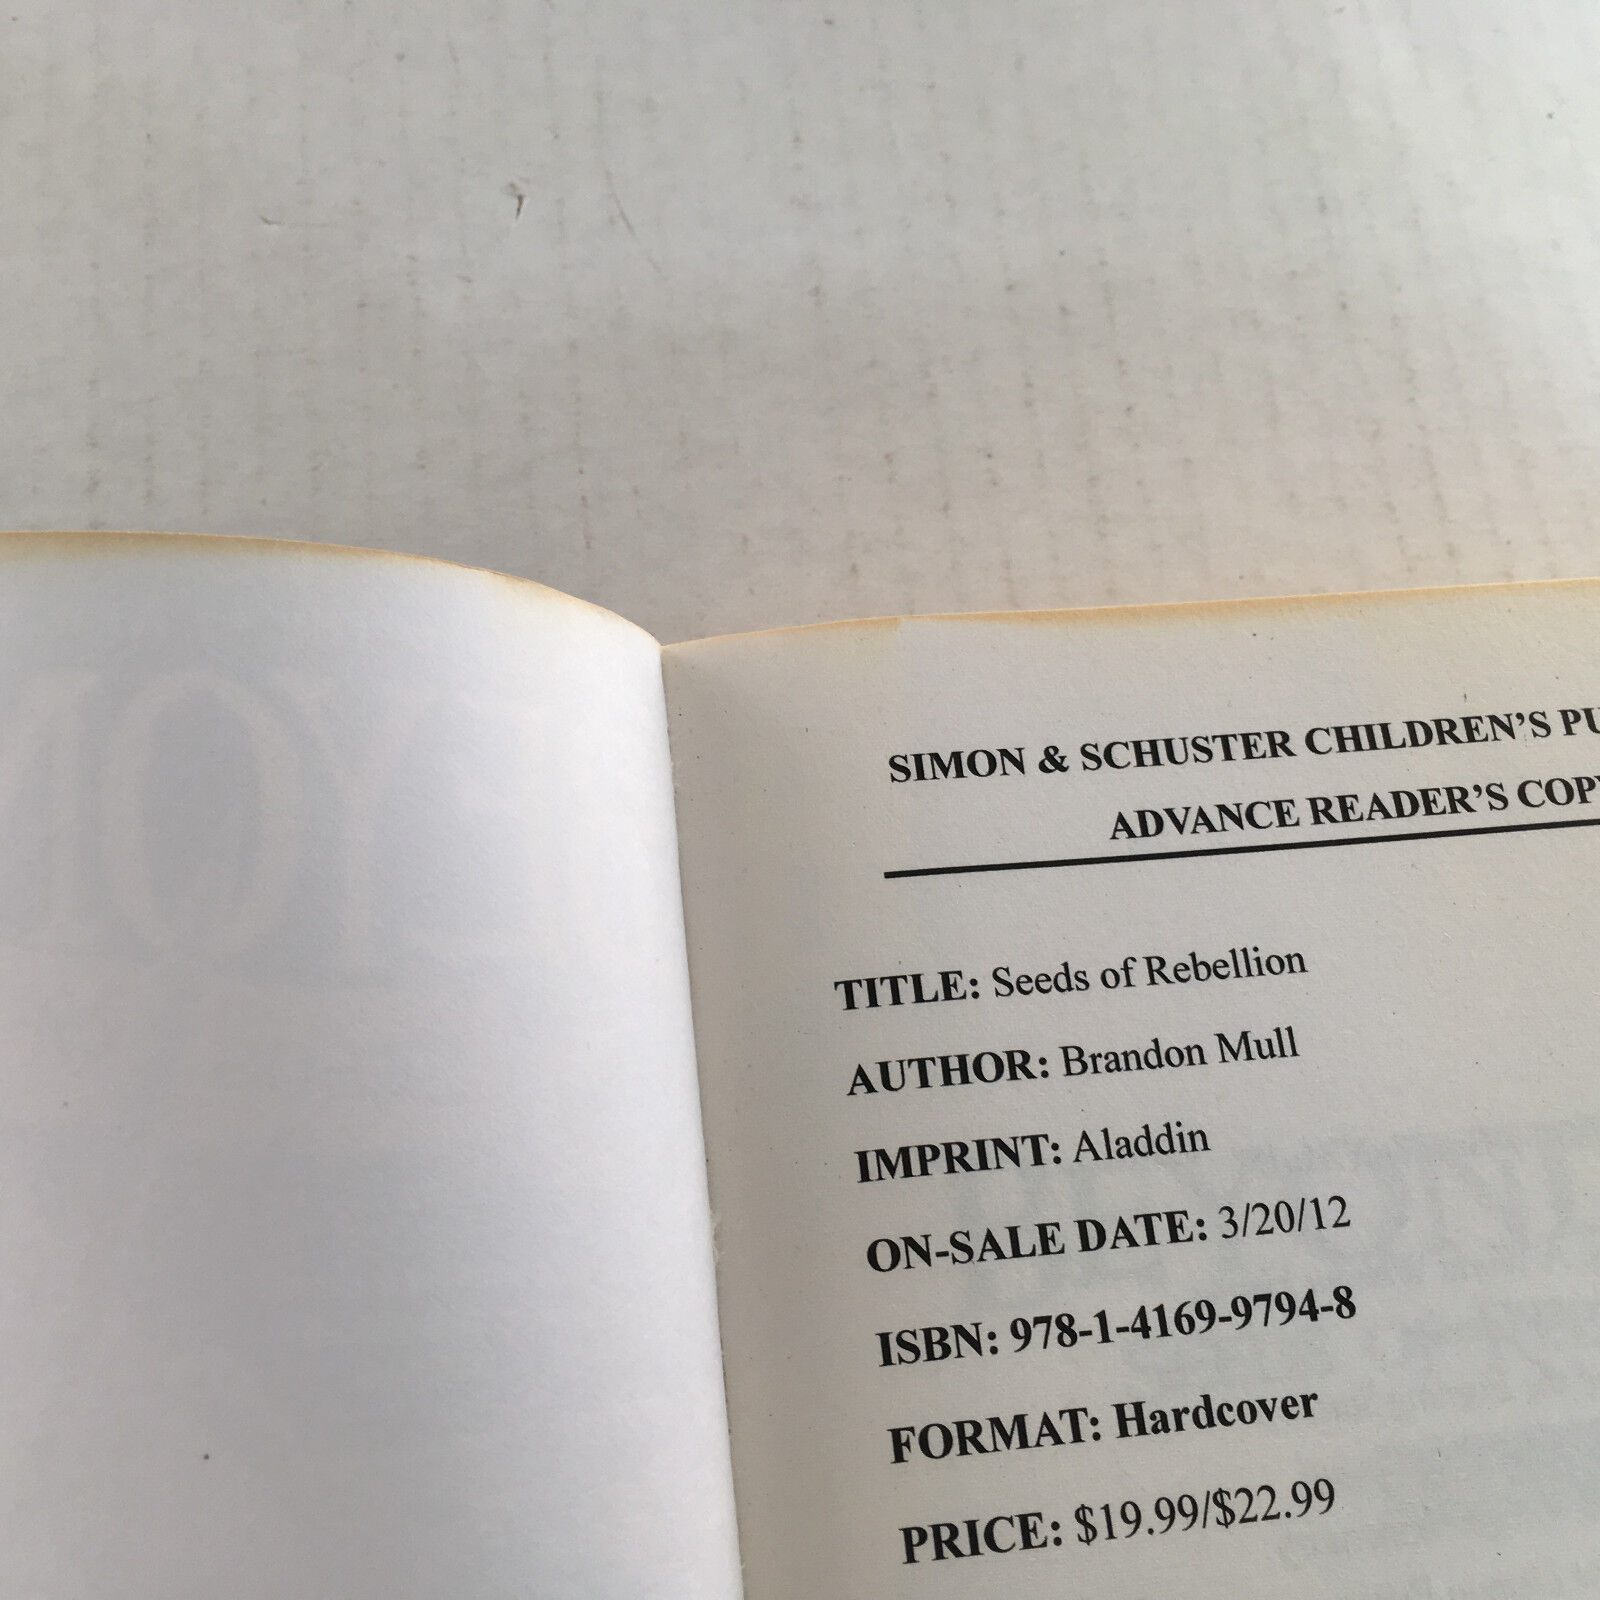 SIMON & SCHUSTER CHILDREN'S PU
ADVANCE READER'S COPY
TITLE: Seeds of Rebellion
AUTHOR: Brandon Mull
IMPRINT: Aladdin
ON-SALE DATE: 3/20/12
ISBN: 978-1-4169-9794-8
FORMAT: Hardcover
PRICE: $19.99/$22.99